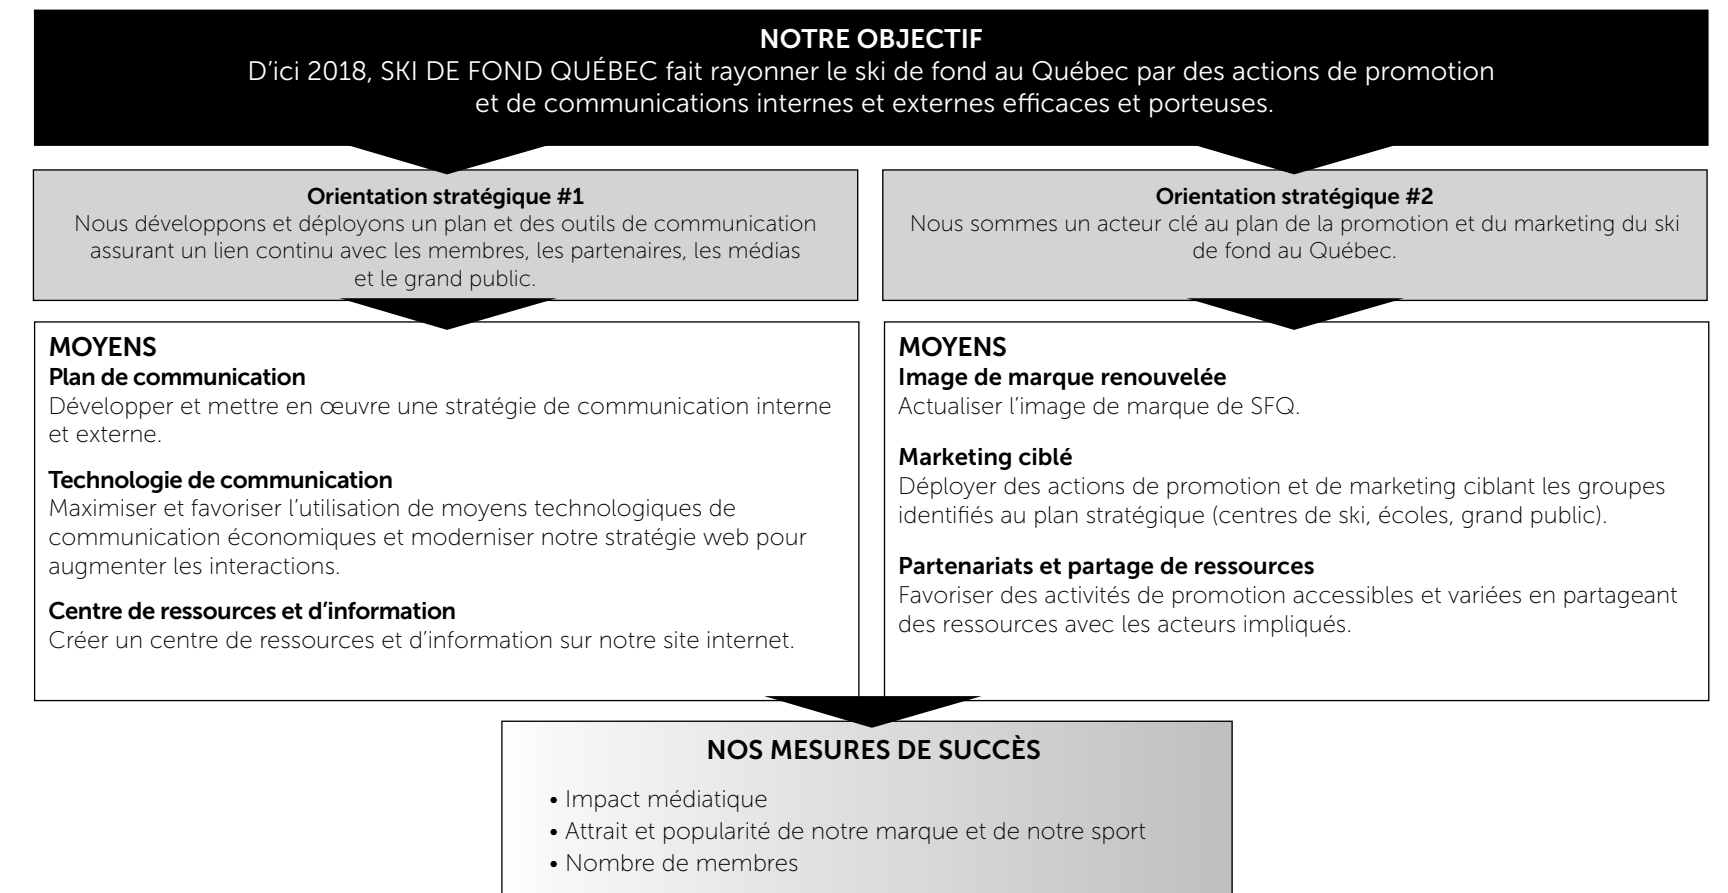 NOTRE OBJECTIF
D’ici 2018, SKI DE FOND QUÉBEC fait rayonner le ski de fond au Québec par des actions de promotion
et de communications internes et externes efficaces et porteuses.
Orientation stratégique #1
Nous développons et déployons un plan et des outils de communication
assurant un lien continu avec les membres, les partenaires, les médias
et le grand public.
Orientation stratégique #2
Nous sommes un acteur clé au plan de la promotion et du marketing du ski
de fond au Québec.
MOYENS
Plan de communication
Développer et mettre en œuvre une stratégie de communication interne
et externe.
Technologie de communication
Maximiser et favoriser l’utilisation de moyens technologiques de
communication économiques et moderniser notre stratégie web pour
augmenter les interactions.
Centre de ressources et d’information
Créer un centre de ressources et d’information sur notre site internet.
MOYENS
Image de marque renouvelée
Actualiser l’image de marque de SFQ.
Marketing ciblé
Déployer des actions de promotion et de marketing ciblant les groupes
identifiés au plan stratégique (centres de ski, écoles, grand public).
Partenariats et partage de ressources
Favoriser des activités de promotion accessibles et variées en partageant
des ressources avec les acteurs impliqués.
NOS MESURES DE SUCCÈS
• Impact médiatique
• Attrait et popularité de notre marque et de notre sport
• Nombre de membres